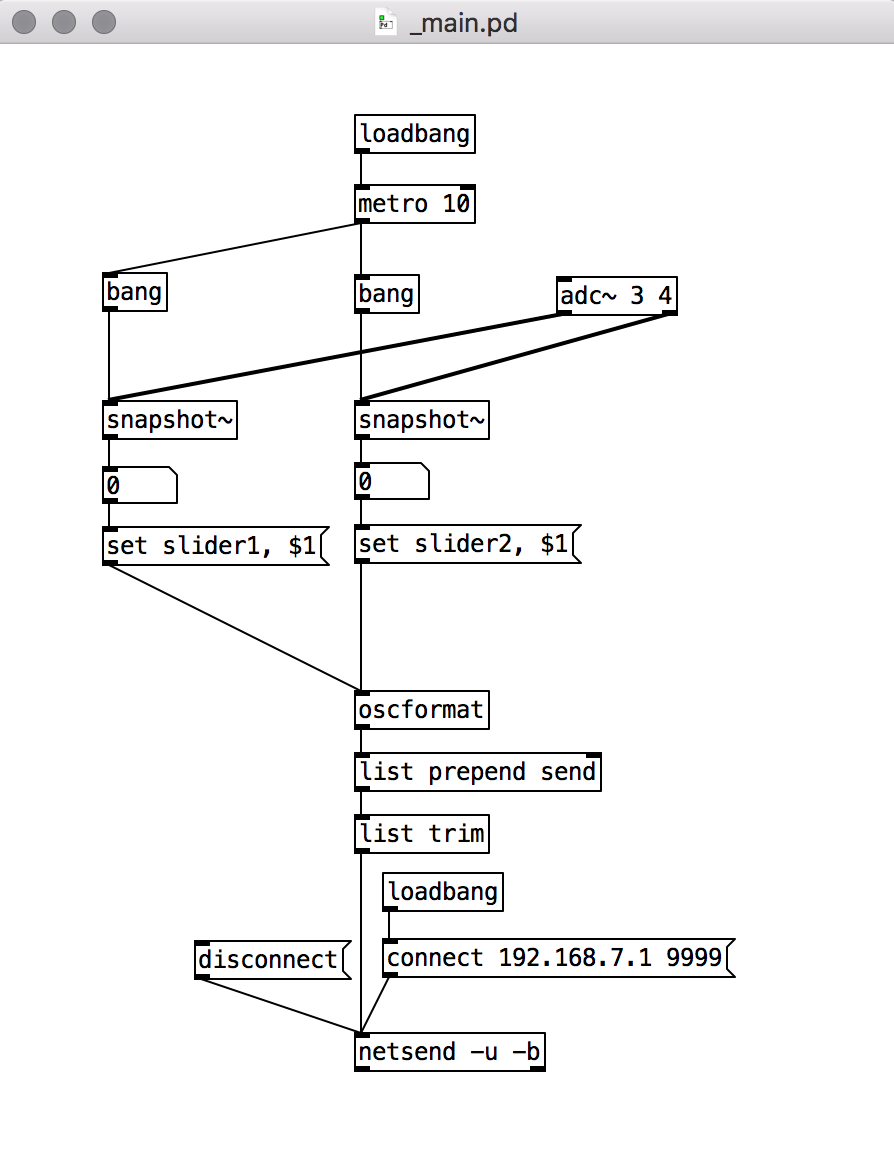 _main.pd
loadbang
metro 10
bang
bang
adc~ 3 4
snapshot~
snapshot~
0
0
set slider1, $1
set slider2, $1
oscformat
list prepend send
list trim
loadbang
disconnect
connect 192.168.7.1 9999
netsend -u -b